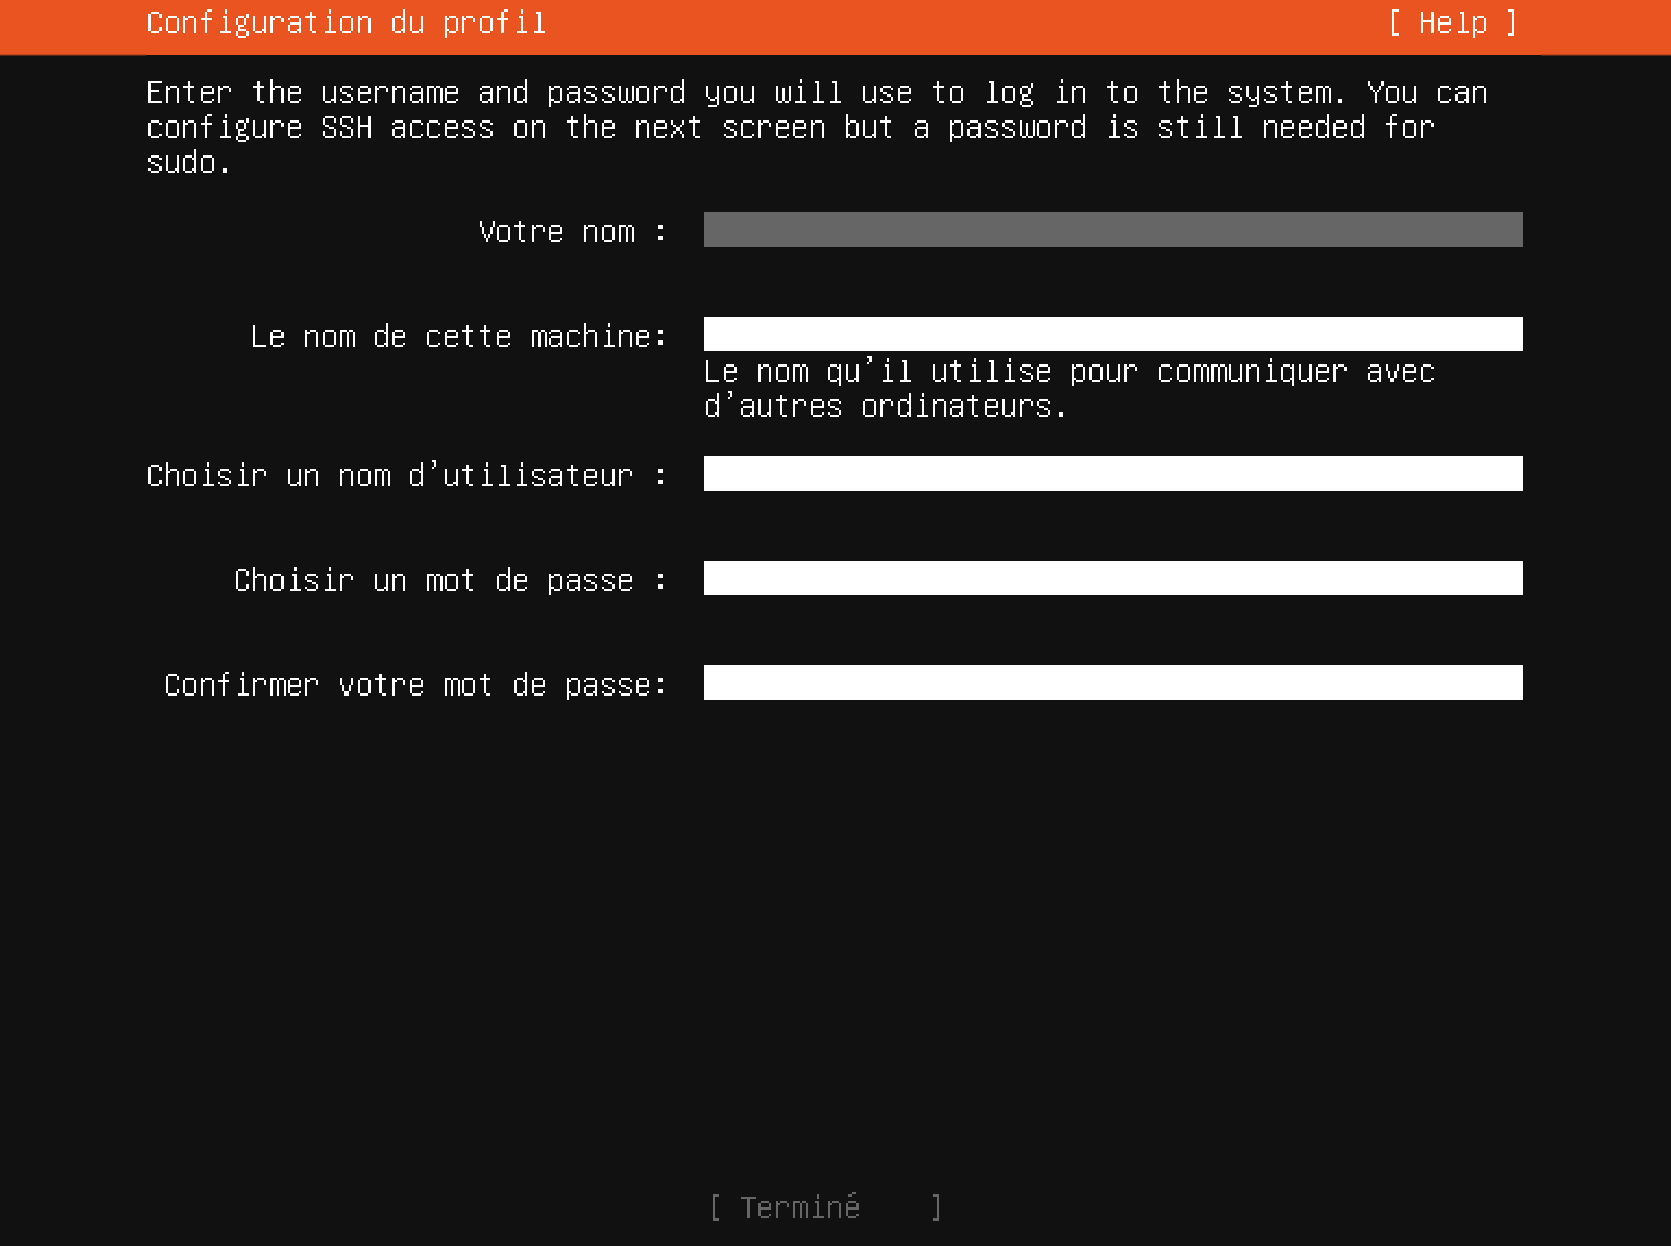 Configuration du profil [ Help ]
Enter the username and password you will use to log in to the system. You can
configure SSH access on the next screen but a password is still needed for
sudo.
Votre nom :
Le nom de cette machine:
Le nom qu'il utilise pour communiquer avec
d'autres ordinateurs.
Choisir un nom d'utilisateur :
Choisir un mot de passe :
Confirmer votre mot de passe:
[ Terminé ]